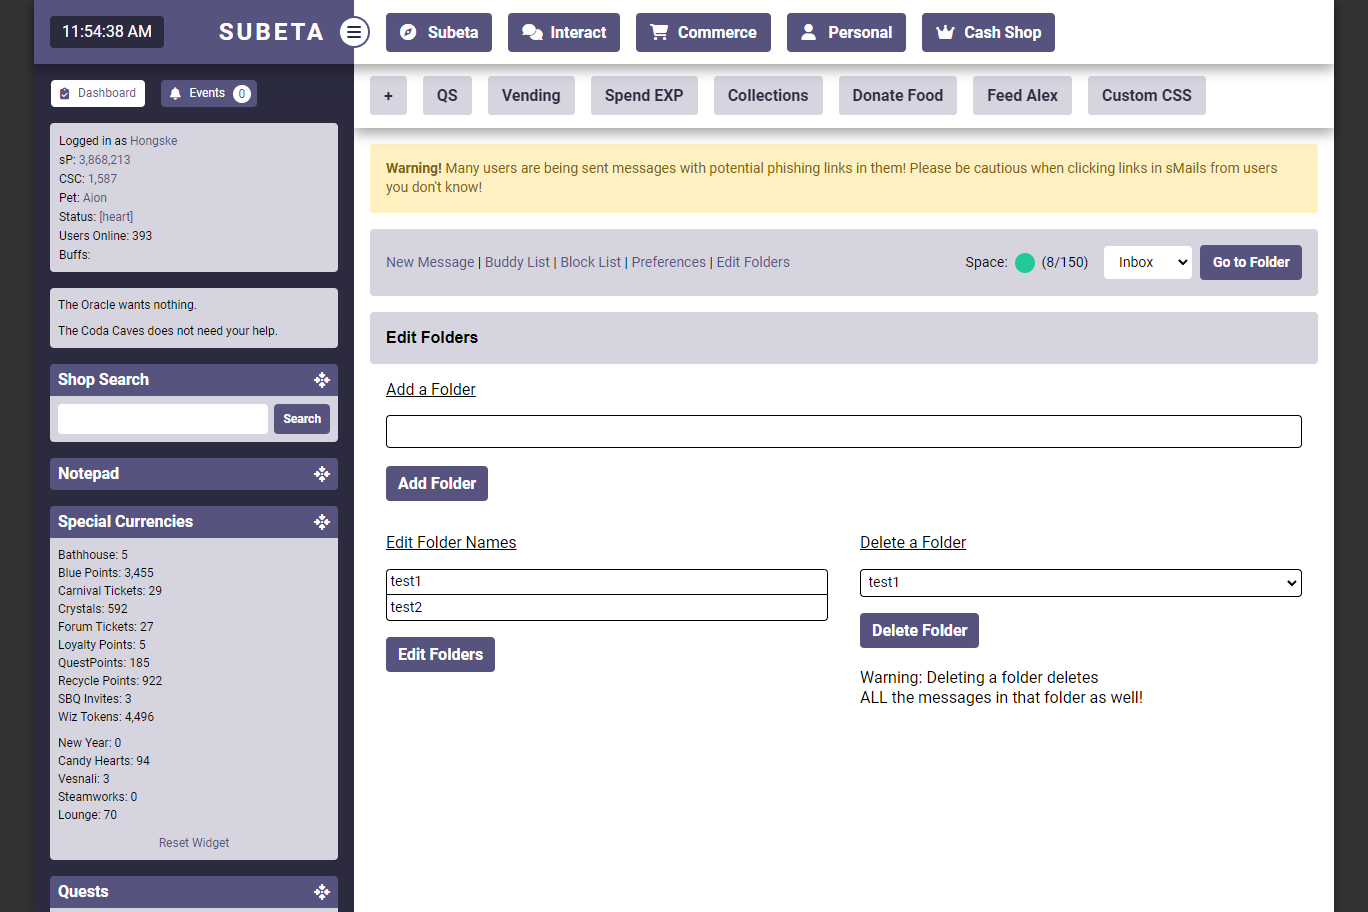 11:54:38 AM
SUBETA
Subeta
Interact
Commerce
Personal
Cash Shop
Dashboard
Events 0
+
QS
Vending
Spend EXP
Collections
Donate Food
Feed Alex
Custom CSS
Logged in as Hongske
sP: 3,868,213
CSC: 1,587
Pet: Aion
Status: [heart]
Users Online: 393
Buffs:
The Oracle wants nothing.
The Coda Caves does not need your help.
Shop Search
Search
Notepad
Special Currencies
Bathhouse: 5
Blue Points: 3,455
Carnival Tickets: 29
Crystals: 592
Forum Tickets: 27
Loyalty Points: 5
QuestPoints: 185
Recycle Points: 922
SBQ Invites: 3
Wiz Tokens: 4,496
New Year: 0
Candy Hearts: 94
Vesnali: 3
Steamworks: 0
Lounge: 70
Reset Widget
Quests
Warning! Many users are being sent messages with potential phishing links in them! Please be cautious when clicking links in sMails from users
you don't know!
New Message | Buddy List | Block List | Preferences | Edit Folders
Space: (8/150)
Inbox
Go to Folder
Edit Folders
Add a Folder
Add Folder
Edit Folder Names
test1
test2
Edit Folders
Delete a Folder
test1
Delete Folder
Warning: Deleting a folder deletes
ALL the messages in that folder as well!